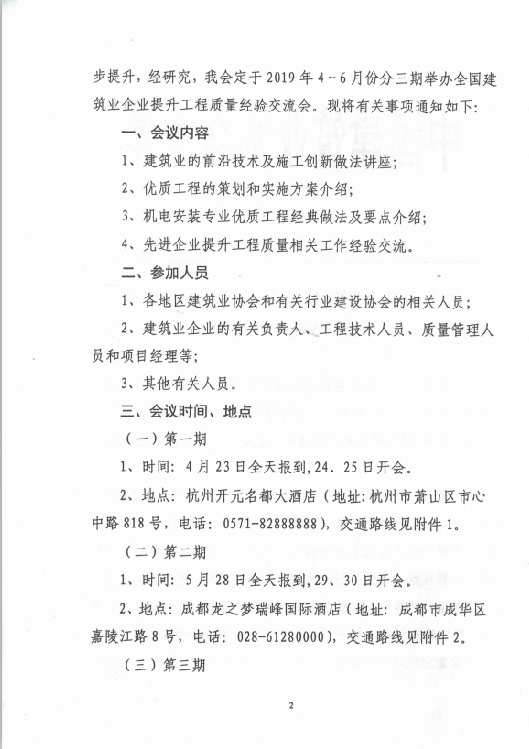 步提升，经研究，我会定于 2019 年 4－6 月份分三期举办全国建
筑业企业提升工程质量经验交流会。现将有关事项通知如下：
一、会议内容
1、建筑业的前沿技术及施工创新做法讲座；
2、优质工程的策划和实施方案介绍；
3、机电安装专业优质工程经典做法及要点介绍；
4、先进企业提升工程质量相关工作经验交流。
二、参加人员
1、各地区建筑业协会和有关行业建设协会的相关人员；
2、建筑业企业的有关负责人、工程技术人员、质量管理人
员和项目经理等；
3、其他有关人员。
三、会议时间、地点
（一）第一期
1、时间：4 月 23 日全天报到,24、25 日开会。
2、地点：杭州开元名都大酒店（地址：杭州市萧山区市心
中路 818 号，电话：0571-82888888），交通路线见附件 1。
（二）第二期
1、时间：5 月 28 日全天报到,29、30 日开会。
2、地点：成都龙之梦瑞峰国际酒店（地址：成都市成华区
嘉陵江路 8 号，电话：028-61280000），交通路线见附件 2。
（三）第三期
2